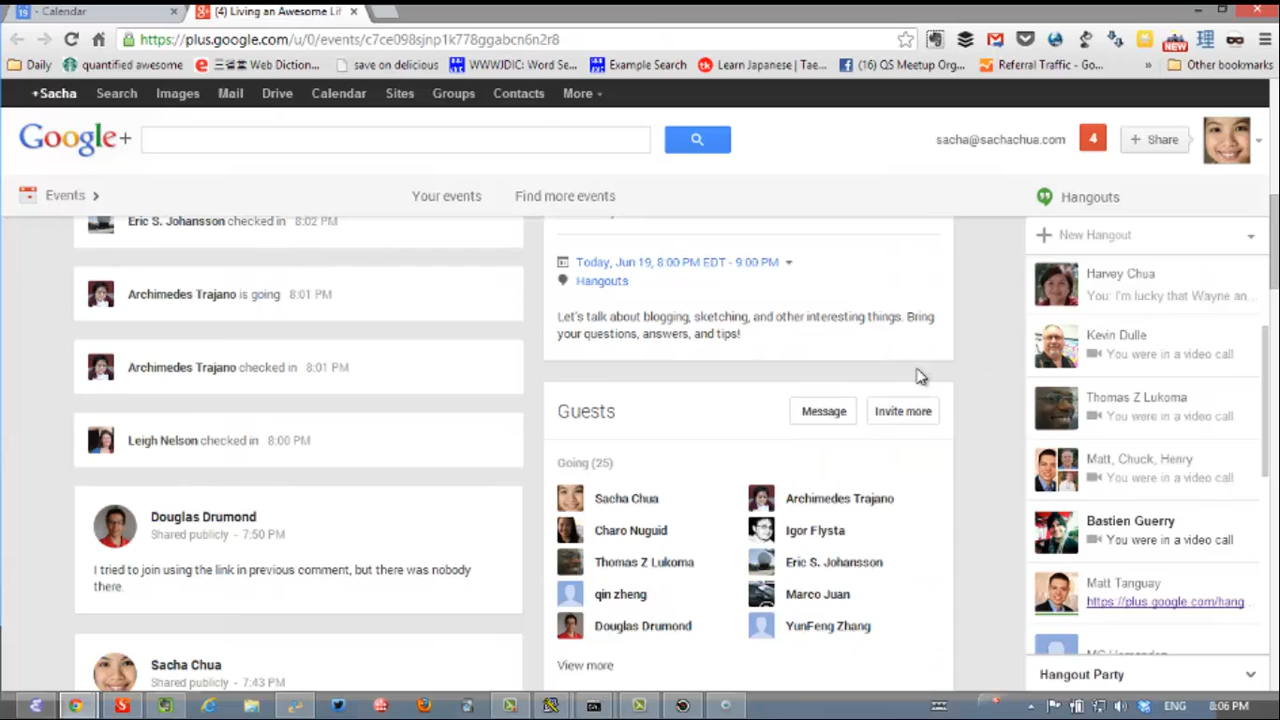 19 - Calendar
(4) Living an Awesome Lif
https://plus.google.com/u/0/events/c7ce098sjnp1k778ggabcn6n2r8
Daily
quantified awesome
三省堂 Web Diction...
save on delicious
WWWJDIC: Word Se...
Example Search
Learn Japanese | Tae...
(16) QS Meetup Org...
Referral Traffic - Go...
»
Other bookmarks
NEW
理
+Sacha Search Images Mail Drive Calendar Sites Groups Contacts More
Google+
sacha@sachachua.com
4
+ Share
Events
Your events
Find more events
Hangouts
Eric S. Johansson checked in 8:02 PM
Archimedes Trajano is going 8:01 PM
Archimedes Trajano checked in 8:01 PM
Leigh Nelson checked in 8:00 PM
Douglas Drumond
Shared publicly - 7:50 PM
I tried to join using the link in previous comment, but there was nobody
there.
Sacha Chua
Shared publicly - 7:43 PM
Today, Jun 19, 8:00 PM EDT - 9:00 PM
Hangouts
Let's talk about blogging, sketching, and other interesting things. Bring
your questions, answers, and tips!
Guests
Message
Invite more
Going (25)
Sacha Chua
Archimedes Trajano
Charo Nuguid
Igor Flysta
Thomas Z Lukoma
Eric S. Johansson
qin zheng
Marco Juan
Douglas Drumond
YunFeng Zhang
View more
New Hangout
Harvey Chua
You: I'm lucky that Wayne an...
Kevin Dulle
You were in a video call
Thomas Z Lukoma
You were in a video call
Matt, Chuck, Henry
You were in a video call
Bastien Guerry
You were in a video call
Matt Tanguay
https://plus.google.com/hang
Hangout Party
ENG
8:06 PM